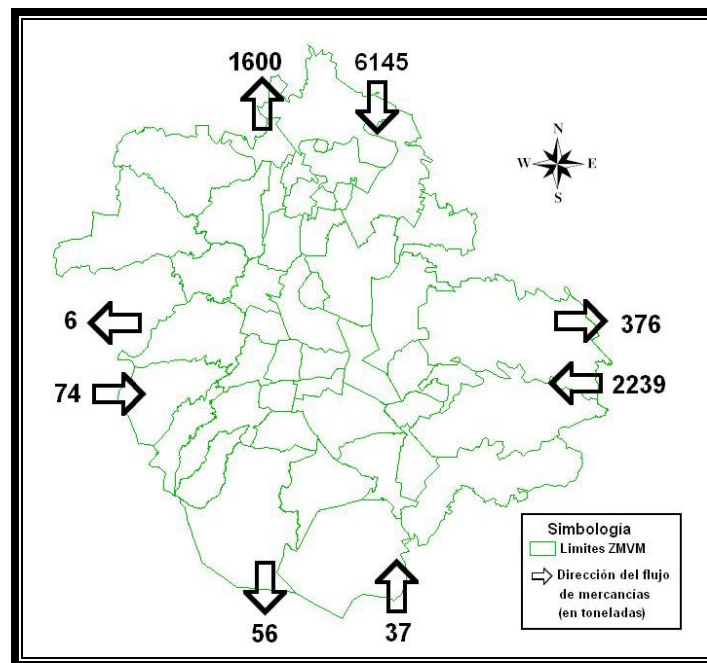 1600 6145
N
W E
S
6
376
74
2239
Simbología
Limites ZMVM
Dirección del flujo
de mercancías
(en toneladas)
56 37